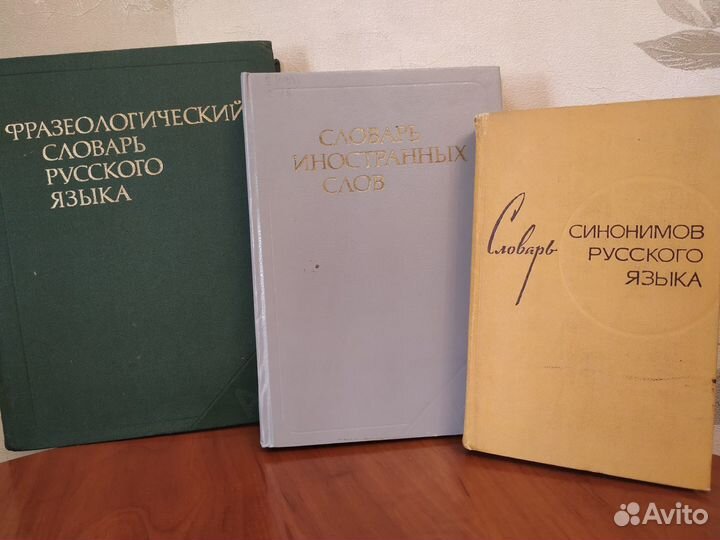 ФРАЗЕОЛОГИЧЕСКИЙ
СЛОВАРЬ
РУССКОГО
ЯЗЫКА
СЛОВАРЬ
ИНОСТРАННЫХ
СЛОВ
Словарь
СИНОНИМОВ
РУССКОГО
ЯЗЫКА
Avito